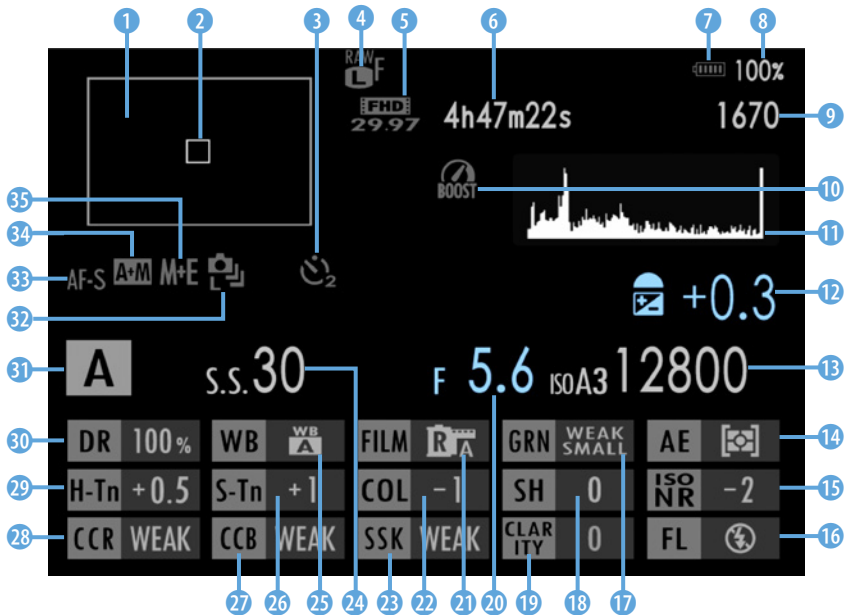 1 2 3 4 5 6 7 8
RAW
L F
100%
FHD
29.97
4h47m22s
1670 9
BOOST 10
35
34
11
33 AF-S A+M M+E L 2
32
+0.3 12
31 A S.S.30 F 5.6 ISO A3 12800 13
30 DR 100% WB WB A FILM R A GRN WEAK SMALL AE 14
29 H-Tn +0.5 S-Tn +1 COL -1 SH 0 ISO NR -2 15
28 CCR WEAK CCB WEAK SSK WEAK CLARITY 0 FL 16
27 26 25 24 23 22 21 20 19 18 17